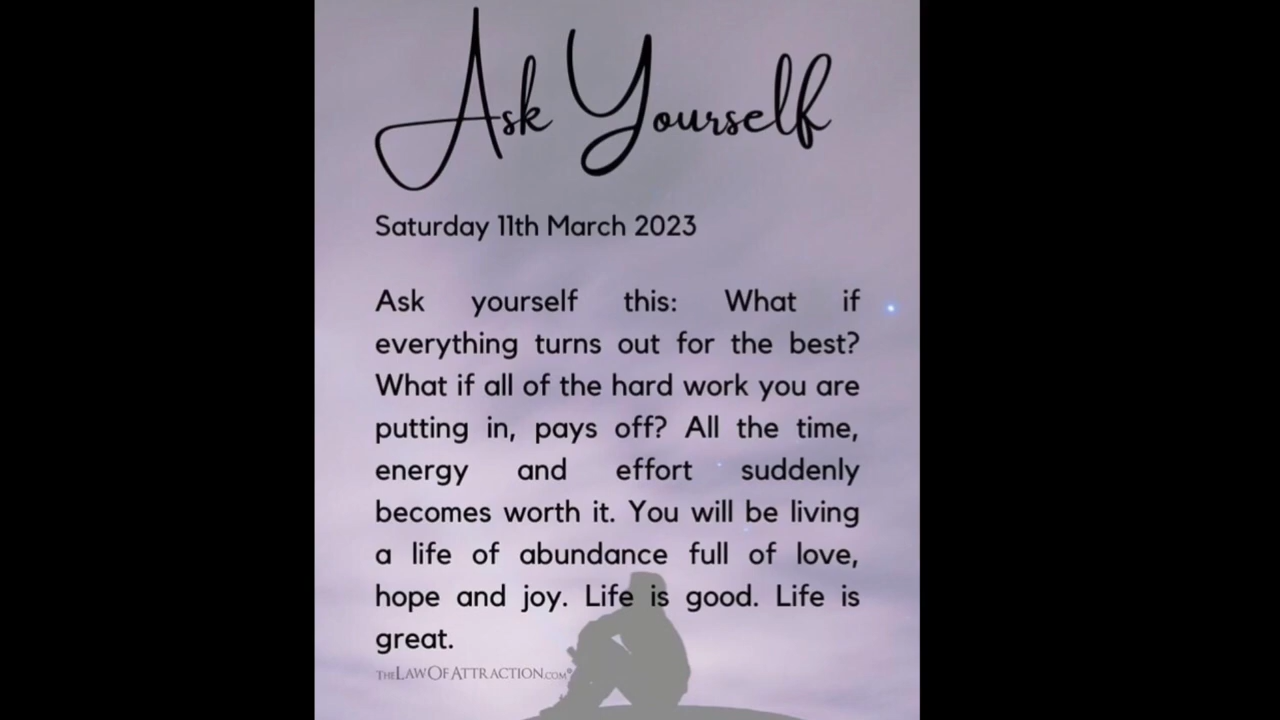 Ask Yourself
Saturday 11th March 2023
Ask yourself this: What if
everything turns out for the best?
What if all of the hard work you are
putting in, pays off? All the time,
energy and effort suddenly
becomes worth it. You will be living
a life of abundance full of love,
hope and joy. Life is good. Life is
great.
THELAWOFATTRACTION.COM®